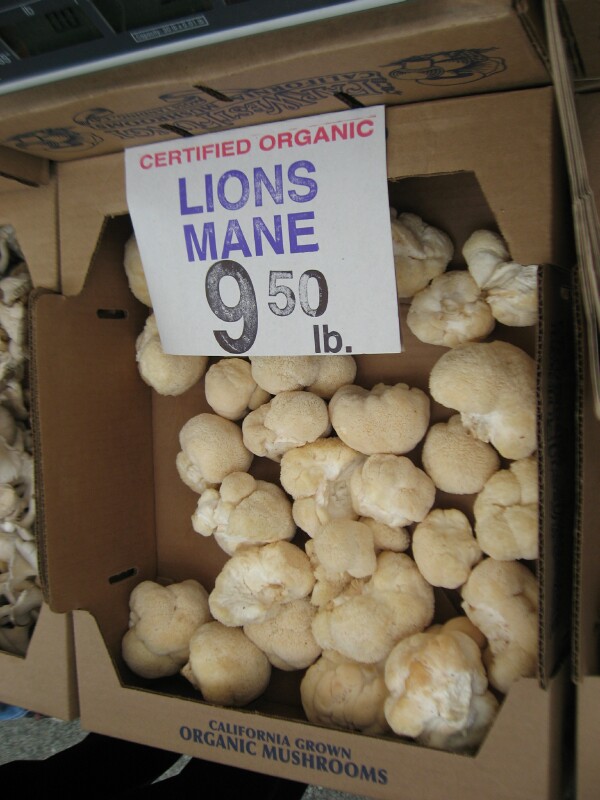 CERTIFIED ORGANIC
LIONS
MANE
9 50
lb.
CALIFORNIA GROWN
ORGANIC MUSHROOMS